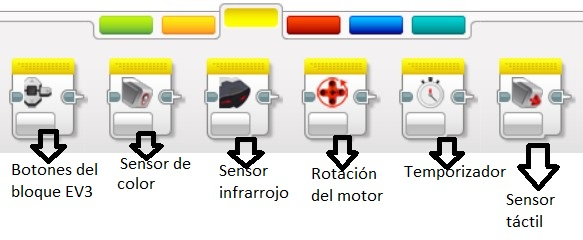 Botones del
bloque EV3
Sensor de
color
Sensor
infrarrojo
Rotación
del motor
Temporizador
Sensor
táctil